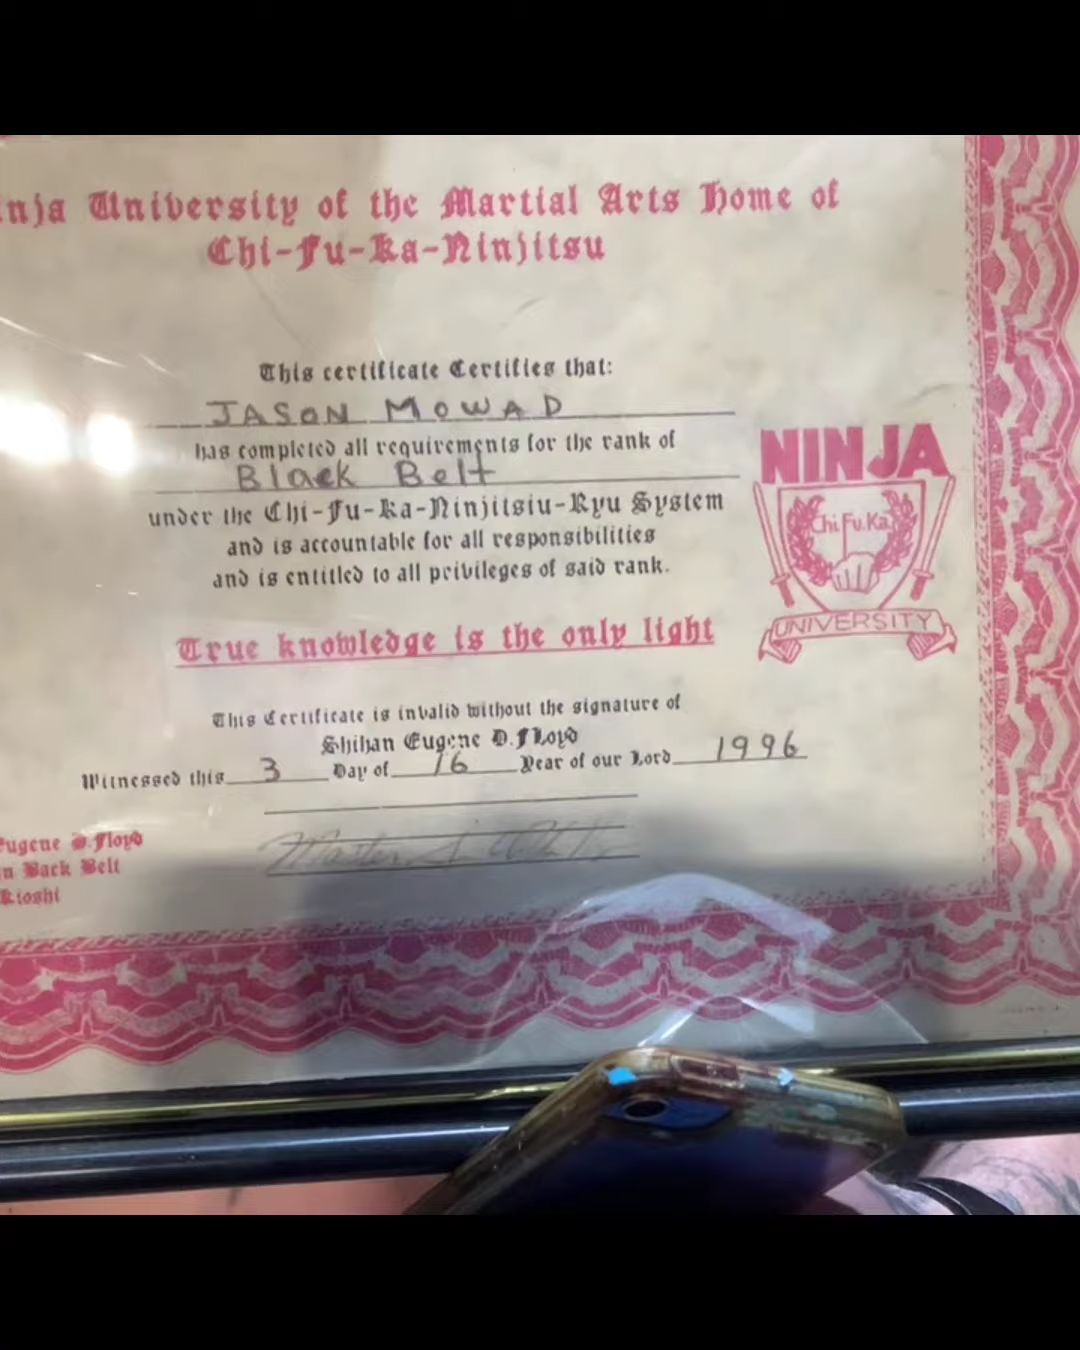 nja University of the Martial Arts Home of
Chi-Fu-Ka-Ninjitsu
This certificate Certifies that:
JASON MOWAD
has completed all requirements for the rank of
Black Belt
under the Chi-Fu-Ka-Ninjitsiu-Ryu System
and is accountable for all responsibilities
and is entitled to all privileges of said rank.
NINJA
Chi Fu.Ka.
UNIVERSITY
True knowledge is the only light
This Certificate is invalid without the signature of
Shihan Eugene D.FLoyd
Witnessed this 3 Day of 16 Year of our Lord 1996
Master
Eugene D.Floyd
n Back Belt
Kioshi